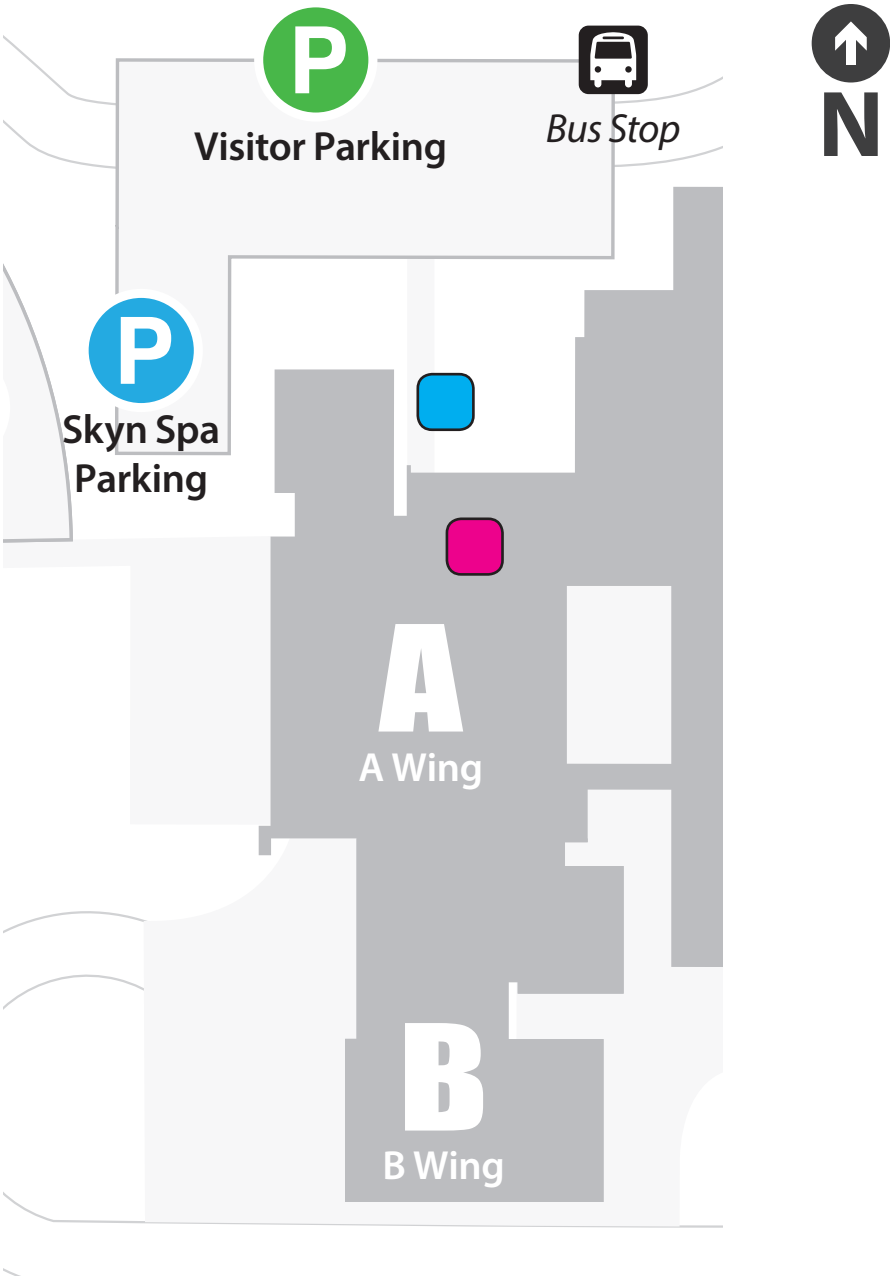 P
Visitor Parking
Bus Stop
N
P
Skyn Spa
Parking
A
A Wing
B
B Wing